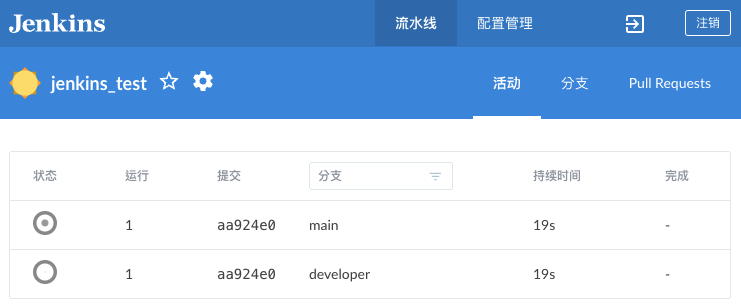 Jenkins 流水线 配置管理 注销
jenkins_test 活动 分支 Pull Requests
状态 运行 提交 分支 持续时间 完成
1 aa924e0 main 19s -
1 aa924e0 developer 19s -